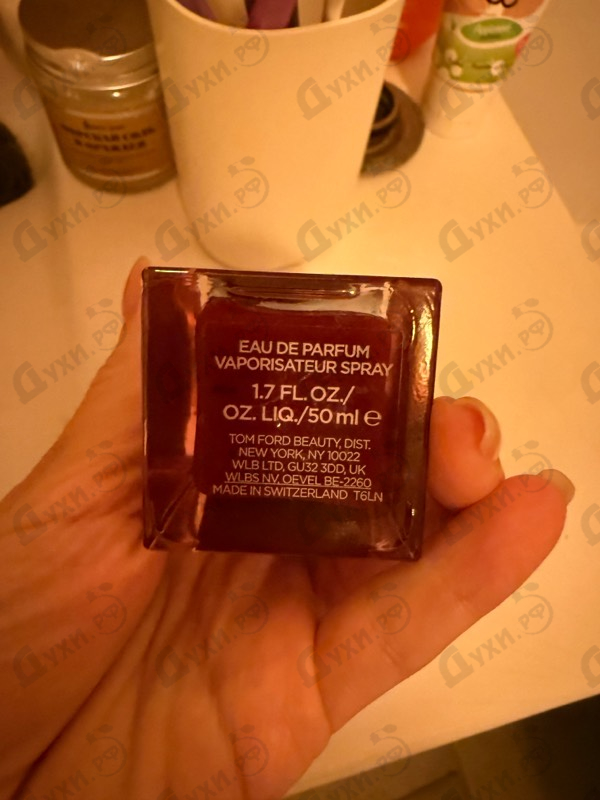 EAU DE PARFUM
VAPORISATEUR SPRAY
1.7 FL. OZ./
OZ. LIQ./50 ml ℮
TOM FORD BEAUTY, DIST.
NEW YORK, NY 10022
WLB LTD, GU32 3DD, UK
WLBS NV. OEVEL BE-2260
MADE IN SWITZERLAND T6LN
Духи.РФ